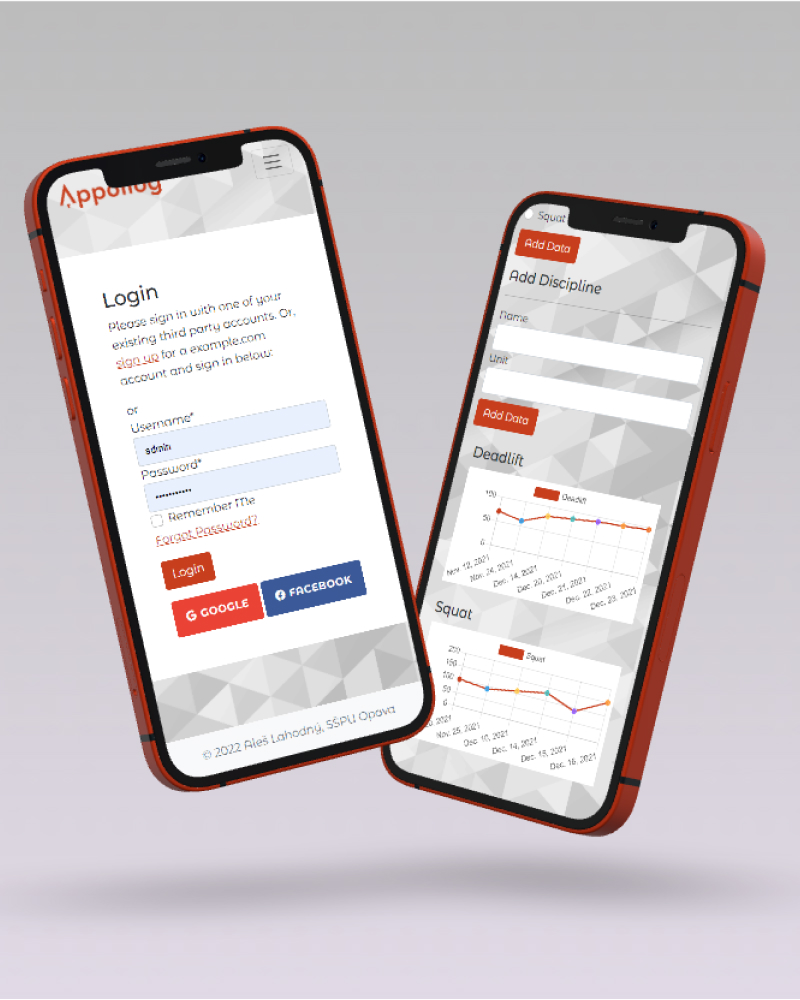 Login
Please sign in with one of your
existing third party accounts. Or,
sign up for a example.com
account and sign in below:
or
Username*
admin
Password*
•••••••••••
Remember Me
Forgot Password?
Login
G GOOGLE
FACEBOOK
© 2022 Aleš Lahodný, SŠPU Opava
Squat
Add Data
Add Discipline
Name
Unit
Add Data
Deadlift
Deadlift
100
50
0
Nov. 12, 2021
Nov. 24, 2021
Dec. 14, 2021
Dec. 20, 2021
Dec. 21, 2021
Dec. 22, 2021
Dec. 23, 2021
Squat
Squat
200
150
100
50
0
2021
Nov. 25, 2021
Dec. 10, 2021
Dec. 14, 2021
Dec. 15, 2021
Dec. 16, 2021